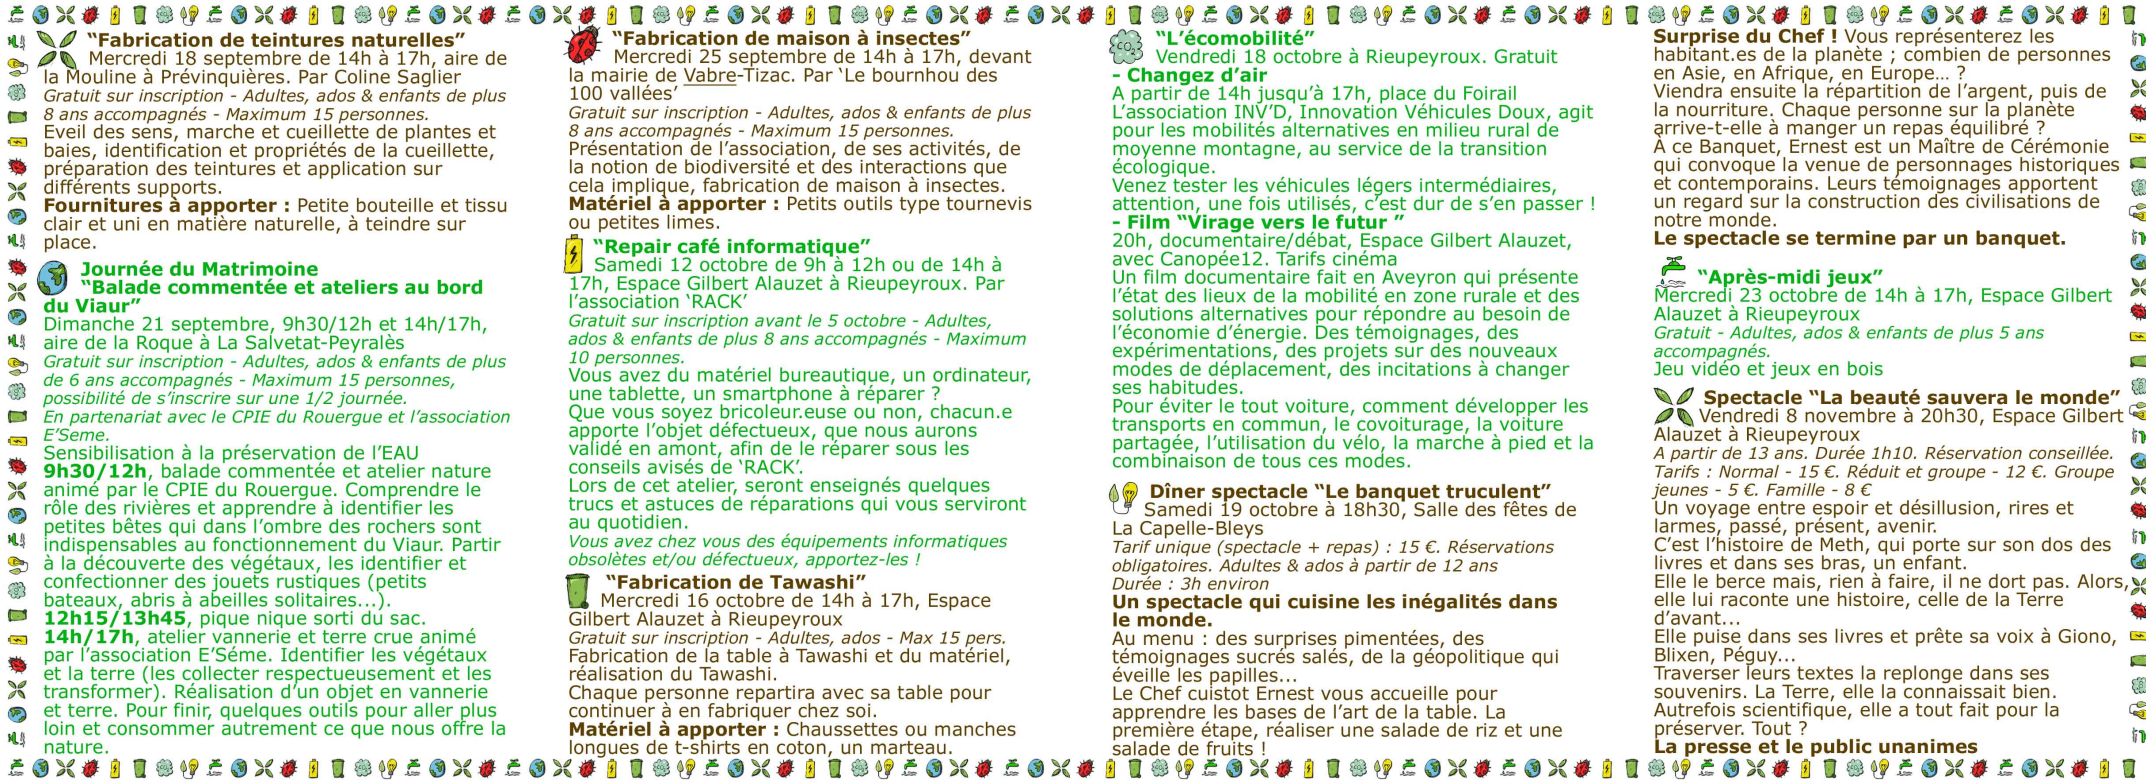 “Fabrication de teintures naturelles”
Mercredi 18 septembre de 14h à 17h, aire de
la Mouline à Prévinquières. Par Coline Saglier
Gratuit sur inscription - Adultes, ados & enfants de plus
8 ans accompagnés - Maximum 15 personnes.
Eveil des sens, marche et cueillette de plantes et
baies, identification et propriétés de la cueillette,
préparation des teintures et application sur
différents supports.
Fournitures à apporter : Petite bouteille et tissu
clair et uni en matière naturelle, à teindre sur
place.
Journée du Matrimoine
“Balade commentée et ateliers au bord
du Viaur”
Dimanche 21 septembre, 9h30/12h et 14h/17h,
aire de la Roque à La Salvetat-Peyralès
Gratuit sur inscription - Adultes, ados & enfants de plus
de 6 ans accompagnés - Maximum 15 personnes,
possibilité de s’inscrire sur une 1/2 journée.
En partenariat avec le CPIE du Rouergue et l’association
E’Seme.
Sensibilisation à la préservation de l’EAU
9h30/12h, balade commentée et atelier nature
animé par le CPIE du Rouergue. Comprendre le
rôle des rivières et apprendre à identifier les
petites bêtes qui dans l’ombre des rochers sont
indispensables au fonctionnement du Viaur. Partir
à la découverte des végétaux, les identifier et
confectionner des jouets rustiques (petits
bateaux, abris à abeilles solitaires...).
12h15/13h45, pique nique sorti du sac.
14h/17h, atelier vannerie et terre crue animé
par l’association E’Séme. Identifier les végétaux
et la terre (les collecter respectueusement et les
transformer). Réalisation d’un objet en vannerie
et terre. Pour finir, quelques outils pour aller plus
loin et consommer autrement ce que nous offre la
nature.
“Fabrication de maison à insectes”
Mercredi 25 septembre de 14h à 17h, devant
la mairie de Vabre-Tizac. Par ‘Le bournhou des
100 vallées’
Gratuit sur inscription - Adultes, ados & enfants de plus
8 ans accompagnés - Maximum 15 personnes.
Présentation de l’association, de ses activités, de
la notion de biodiversité et des interactions que
cela implique, fabrication de maison à insectes.
Matériel à apporter : Petits outils type tournevis
ou petites limes.
“Repair café informatique”
Samedi 12 octobre de 9h à 12h ou de 14h à
17h, Espace Gilbert Alauzet à Rieupeyroux. Par
l’association ‘RACK’
Gratuit sur inscription avant le 5 octobre - Adultes,
ados & enfants de plus 8 ans accompagnés - Maximum
10 personnes.
Vous avez du matériel bureautique, un ordinateur,
une tablette, un smartphone à réparer ?
Que vous soyez bricoleur.euse ou non, chacun.e
apporte l’objet défectueux, que nous aurons
validé en amont, afin de le réparer sous les
conseils avisés de ‘RACK’.
Lors de cet atelier, seront enseignés quelques
trucs et astuces de réparations qui vous serviront
au quotidien.
Vous avez chez vous des équipements informatiques
obsolètes et/ou défectueux, apportez-les !
“Fabrication de Tawashi”
Mercredi 16 octobre de 14h à 17h, Espace
Gilbert Alauzet à Rieupeyroux
Gratuit sur inscription - Adultes, ados - Max 15 pers.
Fabrication de la table à Tawashi et du matériel,
réalisation du Tawashi.
Chaque personne repartira avec sa table pour
continuer à en fabriquer chez soi.
Matériel à apporter : Chaussettes ou manches
longues de t-shirts en coton, un marteau.
“L’écomobilité”
Vendredi 18 octobre à Rieupeyroux. Gratuit
- Changez d’air
A partir de 14h jusqu’à 17h, place du Foirail
L’association INV’D, Innovation Véhicules Doux, agit
pour les mobilités alternatives en milieu rural de
moyenne montagne, au service de la transition
écologique.
Venez tester les véhicules légers intermédiaires,
attention, une fois utilisés, c’est dur de s’en passer !
- Film “Virage vers le futur ”
20h, documentaire/débat, Espace Gilbert Alauzet,
avec Canopée12. Tarifs cinéma
Un film documentaire fait en Aveyron qui présente
l’état des lieux de la mobilité en zone rurale et des
solutions alternatives pour répondre au besoin de
l’économie d’énergie. Des témoignages, des
expérimentations, des projets sur des nouveaux
modes de déplacement, des incitations à changer
ses habitudes.
Pour éviter le tout voiture, comment développer les
transports en commun, le covoiturage, la voiture
partagée, l’utilisation du vélo, la marche à pied et la
combinaison de tous ces modes.
Dîner spectacle “Le banquet truculent”
Samedi 19 octobre à 18h30, Salle des fêtes de
La Capelle-Bleys
Tarif unique (spectacle + repas) : 15 €. Réservations
obligatoires. Adultes & ados à partir de 12 ans
Durée : 3h environ
Un spectacle qui cuisine les inégalités dans
le monde.
Au menu : des surprises pimentées, des
témoignages sucrés salés, de la géopolitique qui
éveille les papilles...
Le Chef cuistot Ernest vous accueille pour
apprendre les bases de l’art de la table. La
première étape, réaliser une salade de riz et une
salade de fruits !
Surprise du Chef ! Vous représenterez les
habitant.es de la planète ; combien de personnes
en Asie, en Afrique, en Europe… ?
Viendra ensuite la répartition de l’argent, puis de
la nourriture. Chaque personne sur la planète
arrive-t-elle à manger un repas équilibré ?
À ce Banquet, Ernest est un Maître de Cérémonie
qui convoque la venue de personnages historiques
et contemporains. Leurs témoignages apportent
un regard sur la construction des civilisations de
notre monde.
Le spectacle se termine par un banquet.
“Après-midi jeux”
Mercredi 23 octobre de 14h à 17h, Espace Gilbert
Alauzet à Rieupeyroux
Gratuit - Adultes, ados & enfants de plus 5 ans
accompagnés.
Jeu vidéo et jeux en bois
Spectacle “La beauté sauvera le monde”
Vendredi 8 novembre à 20h30, Espace Gilbert
Alauzet à Rieupeyroux
A partir de 13 ans. Durée 1h10. Réservation conseillée.
Tarifs : Normal - 15 €. Réduit et groupe - 12 €. Groupe
jeunes - 5 €. Famille - 8 €
Un voyage entre espoir et désillusion, rires et
larmes, passé, présent, avenir.
C’est l’histoire de Meth, qui porte sur son dos des
livres et dans ses bras, un enfant.
Elle le berce mais, rien à faire, il ne dort pas. Alors,
elle lui raconte une histoire, celle de la Terre
d’avant...
Elle puise dans ses livres et prête sa voix à Giono,
Blixen, Péguy...
Traverser leurs textes la replonge dans ses
souvenirs. La Terre, elle la connaissait bien.
Autrefois scientifique, elle a tout fait pour la
préserver. Tout ?
La presse et le public unanimes